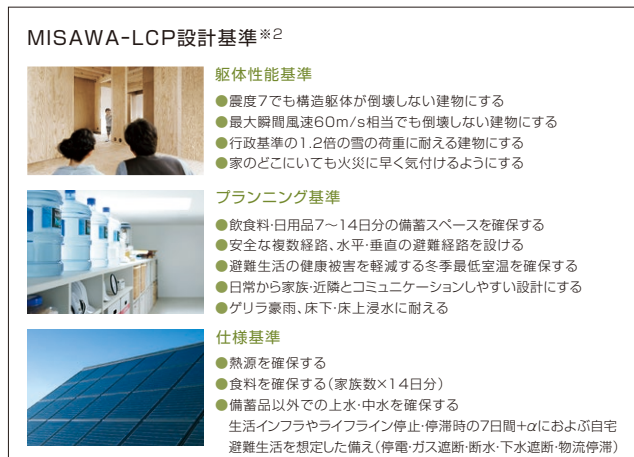 MISAWA-LCP設計基準※2
躯体性能基準
●震度7でも構造躯体が倒壊しない建物にする
●最大瞬間風速60m/s相当でも倒壊しない建物にする
●行政基準の1.2倍の雪の荷重に耐える建物にする
●家のどこにいても火災に早く気付けるようにする
プランニング基準
●飲食料・日用品7〜14日分の備蓄スペースを確保する
●安全な複数経路、水平・垂直の避難経路を設ける
●避難生活の健康被害を軽減する冬季最低室温を確保する
●日常から家族・近隣とコミュニケーションしやすい設計にする
●ゲリラ豪雨、床下・床上浸水に耐える
仕様基準
●熱源を確保する
●食料を確保する(家族数×14日分)
●備蓄品以外での上水・中水を確保する
生活インフラやライフライン停止・停滞時の7日間+αにおよぶ自宅
避難生活を想定した備え(停電・ガス遮断・断水・下水遮断・物流停滞)